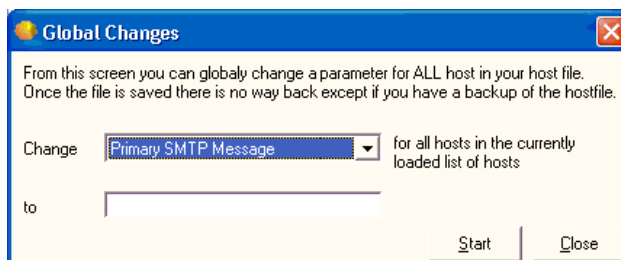 Global Changes
From this screen you can globaly change a parameter for ALL host in your host file.
Once the file is saved there is no way back except if you have a backup of the hostfile.
Change
Primary SMTP Message
for all hosts in the currently
loaded list of hosts
to
Start
Close